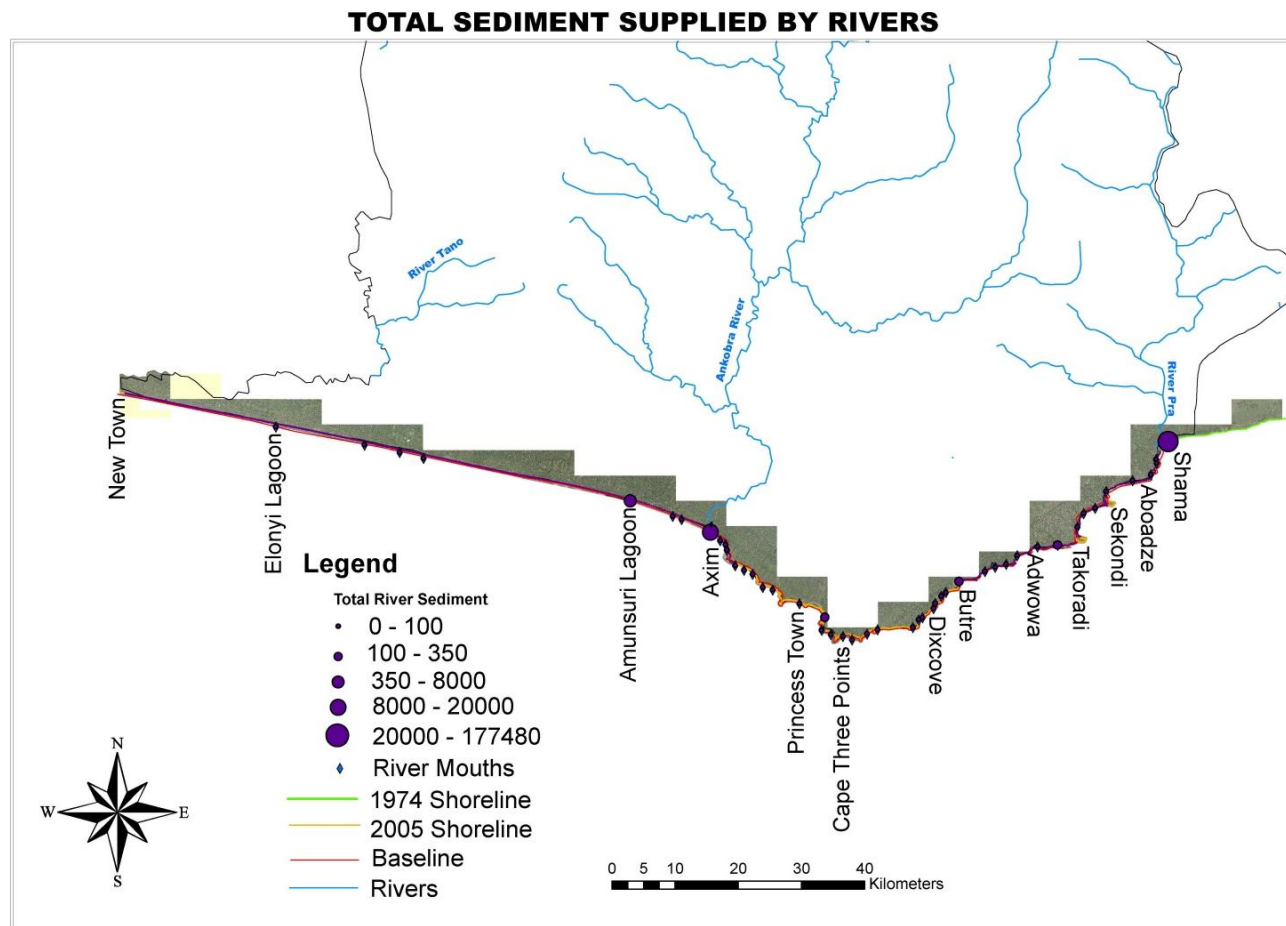 TOTAL SEDIMENT SUPPLIED BY RIVERS
River Tano
Ankobra River
River Pra
New Town
Elonyi Lagoon
Amunsuri Lagoon
Axim
Princess Town
Cape Three Points
Dixcove
Butre
Adwowa
Takoradi
Sekondi
Aboadze
Shama
Legend
Total River Sediment
0 - 100
100 - 350
350 - 8000
8000 - 20000
20000 - 177480
River Mouths
1974 Shoreline
2005 Shoreline
Baseline
Rivers
N
W
E
S
0 5 10 20 30 40
Kilometers